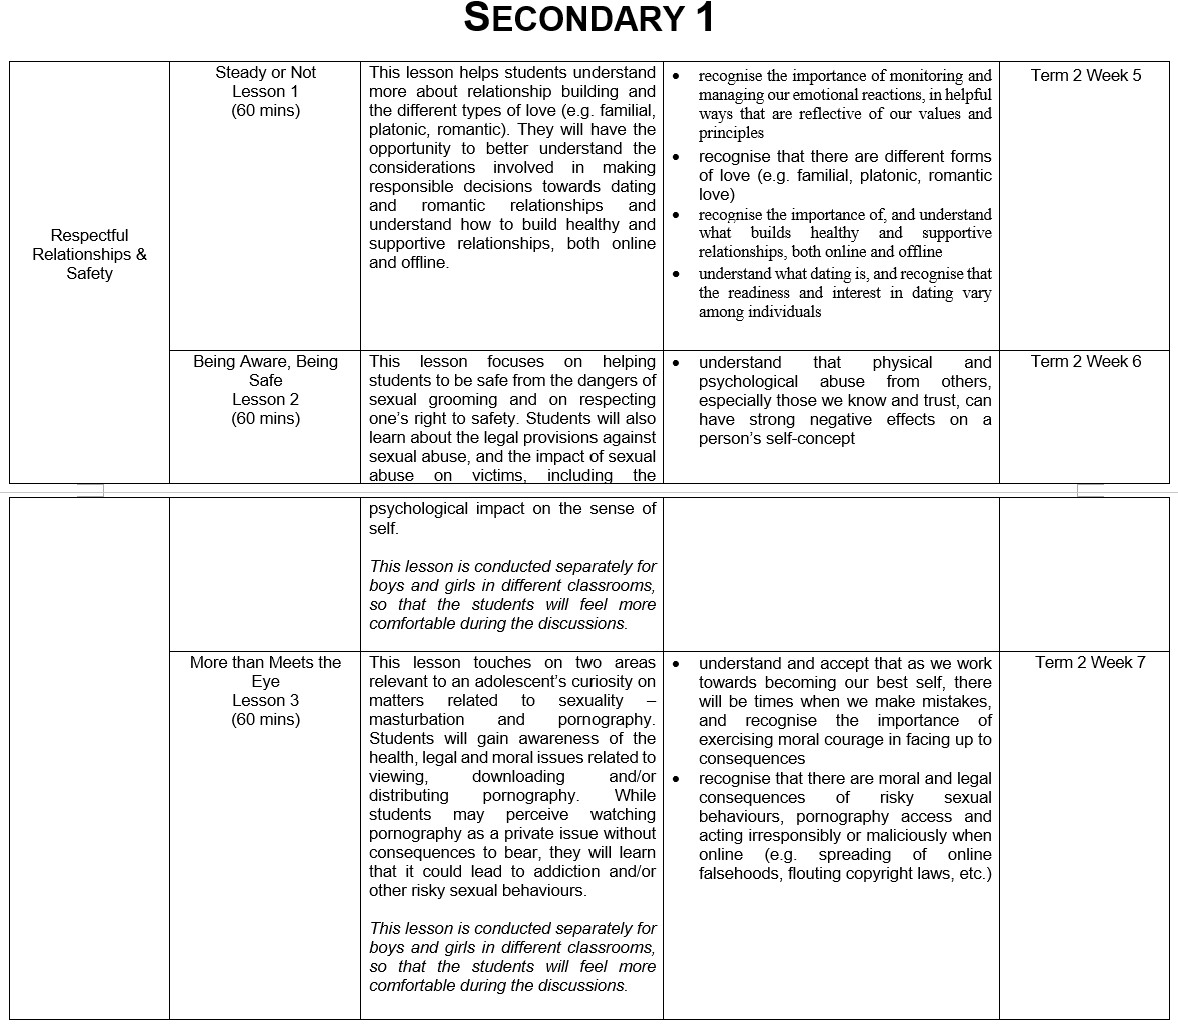 SECONDARY 1
Respectful
Relationships &
Safety
Steady or Not
Lesson 1
(60 mins)
This lesson helps students understand
more about relationship building and
the different types of love (e.g. familial,
platonic, romantic). They will have the
opportunity to better understand the
considerations involved in making
responsible decisions towards dating
and romantic relationships and
understand how to build healthy and
supportive relationships, both online
and offline.
• recognise the importance of monitoring and
managing our emotional reactions, in helpful
ways that are reflective of our values and
principles
• recognise that there are different forms
of love (e.g. familial, platonic, romantic
love)
• recognise the importance of, and understand
what builds healthy and supportive
relationships, both online and offline
• understand what dating is, and recognise that
the readiness and interest in dating vary
among individuals
Term 2 Week 5
Being Aware, Being
Safe
Lesson 2
(60 mins)
This lesson focuses on helping
students to be safe from the dangers of
sexual grooming and on respecting
one's right to safety. Students will also
learn about the legal provisions against
sexual abuse, and the impact of sexual
abuse on victims, including the
• understand that physical and
psychological abuse from others,
especially those we know and trust, can
have strong negative effects on a
person's self-concept
Term 2 Week 6
psychological impact on the sense of
self.
This lesson is conducted separately for
boys and girls in different classrooms,
so that the students will feel more
comfortable during the discussions.
More than Meets the
Eye
Lesson 3
(60 mins)
This lesson touches on two areas
relevant to an adolescent's curiosity on
matters related to sexuality –
masturbation and pornography.
Students will gain awareness of the
health, legal and moral issues related to
viewing, downloading and/or
distributing pornography. While
students may perceive watching
pornography as a private issue without
consequences to bear, they will learn
that it could lead to addiction and/or
other risky sexual behaviours.
This lesson is conducted separately for
boys and girls in different classrooms,
so that the students will feel more
comfortable during the discussions.
• understand and accept that as we work
towards becoming our best self, there
will be times when we make mistakes,
and recognise the importance of
exercising moral courage in facing up to
consequences
• recognise that there are moral and legal
consequences of risky sexual
behaviours, pornography access and
acting irresponsibly or maliciously when
online (e.g. spreading of online
falsehoods, flouting copyright laws, etc.)
Term 2 Week 7